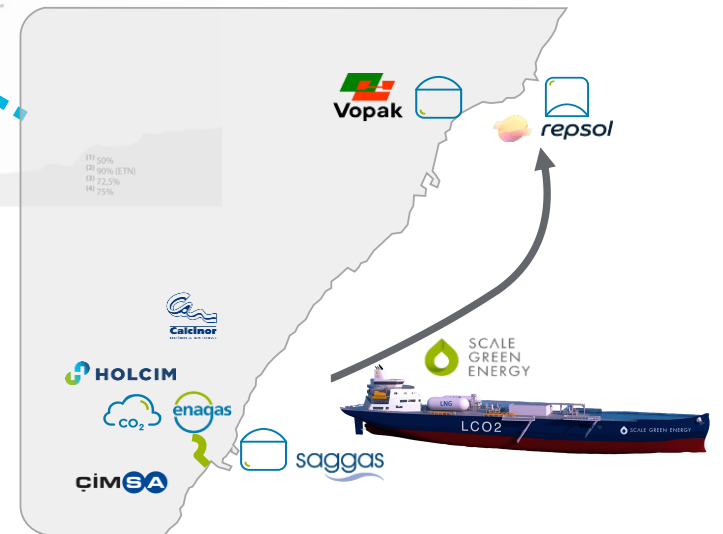 Vopak
repsol
(1) 50%
(2) 90% (ETN)
(3) 72,5%
(4) 75%
Calcinor
SCALE
GREEN
ENERGY
HOLCIM
CO2
enagas
LNG
LCO2
SCALE GREEN ENERGY
saggas
ÇİMSA